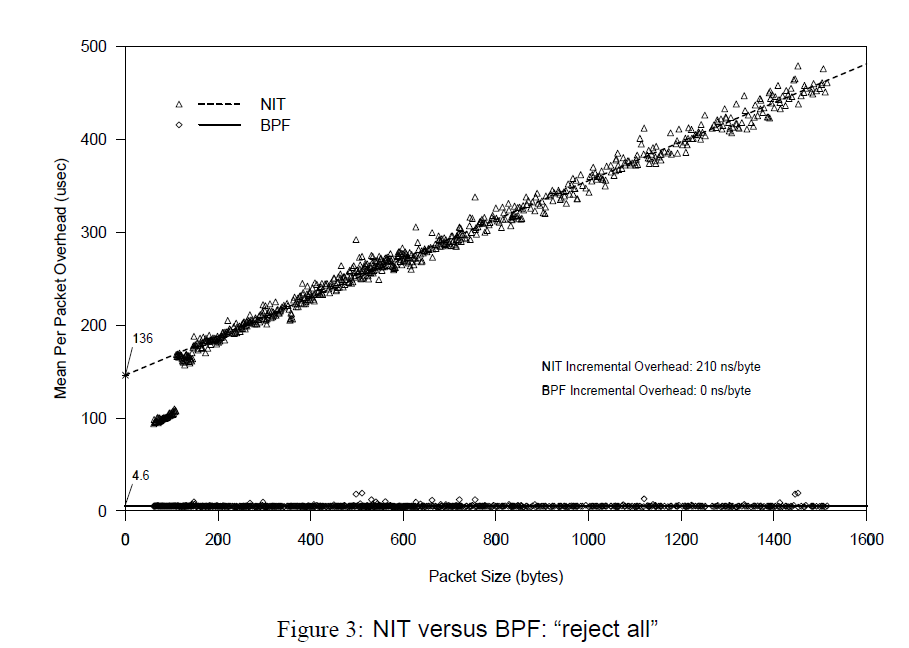 500
400
300
200
100
0
Mean Per Packet Overhead (usec)
NIT
BPF
136
4.6
NIT Incremental Overhead: 210 ns/byte
BPF Incremental Overhead: 0 ns/byte
0 200 400 600 800 1000 1200 1400 1600
Packet Size (bytes)
Figure 3: NIT versus BPF: “reject all”